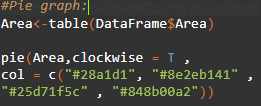 #Pie graph:
Area<-table(DataFrame$Area)
pie(Area,clockwise = T ,
col = c("#28a1d1", "#8e2eb141" ,
"#25d71f5c" , "#848b00a2"))